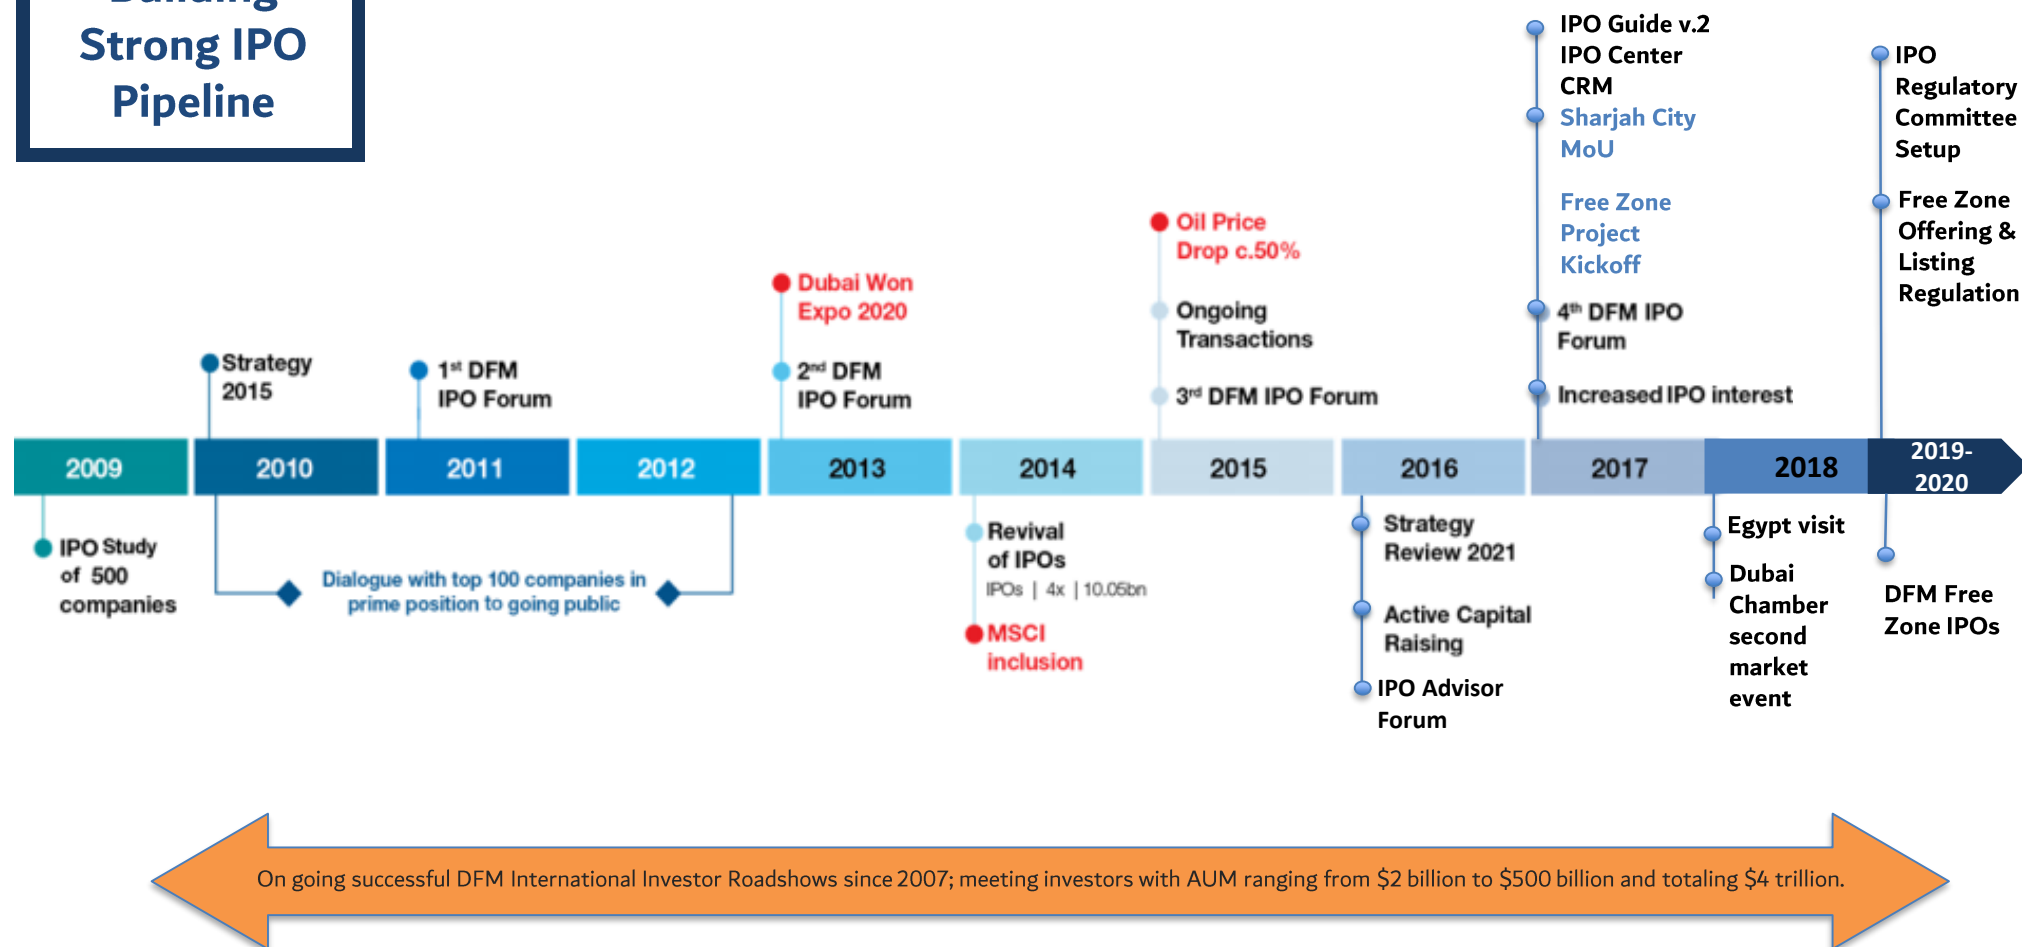 Building
Strong IPO
Pipeline
IPO Guide v.2
IPO Center
CRM
Sharjah City
MoU
Free Zone
Project
Kickoff
4th DFM IPO
Forum
Increased IPO interest
IPO
Regulatory
Committee
Setup
Free Zone
Offering &
Listing
Regulation
Oil Price
Drop c.50%
Ongoing
Transactions
3rd DFM IPO Forum
Dubai Won
Expo 2020
2nd DFM
IPO Forum
1st DFM
IPO Forum
Strategy
2015
2009
2010
2011
2012
2013
2014
2015
2016
2017
2018
2019-
2020
IPO Study
of 500
companies
Dialogue with top 100 companies in
prime position to going public
Revival
of IPOs
IPOs | 4x | 10.05bn
MSCI
inclusion
Strategy
Review 2021
Active Capital
Raising
IPO Advisor
Forum
Egypt visit
Dubai
Chamber
second
market
event
DFM Free
Zone IPOs
On going successful DFM International Investor Roadshows since 2007; meeting investors with AUM ranging from $2 billion to $500 billion and totaling $4 trillion.